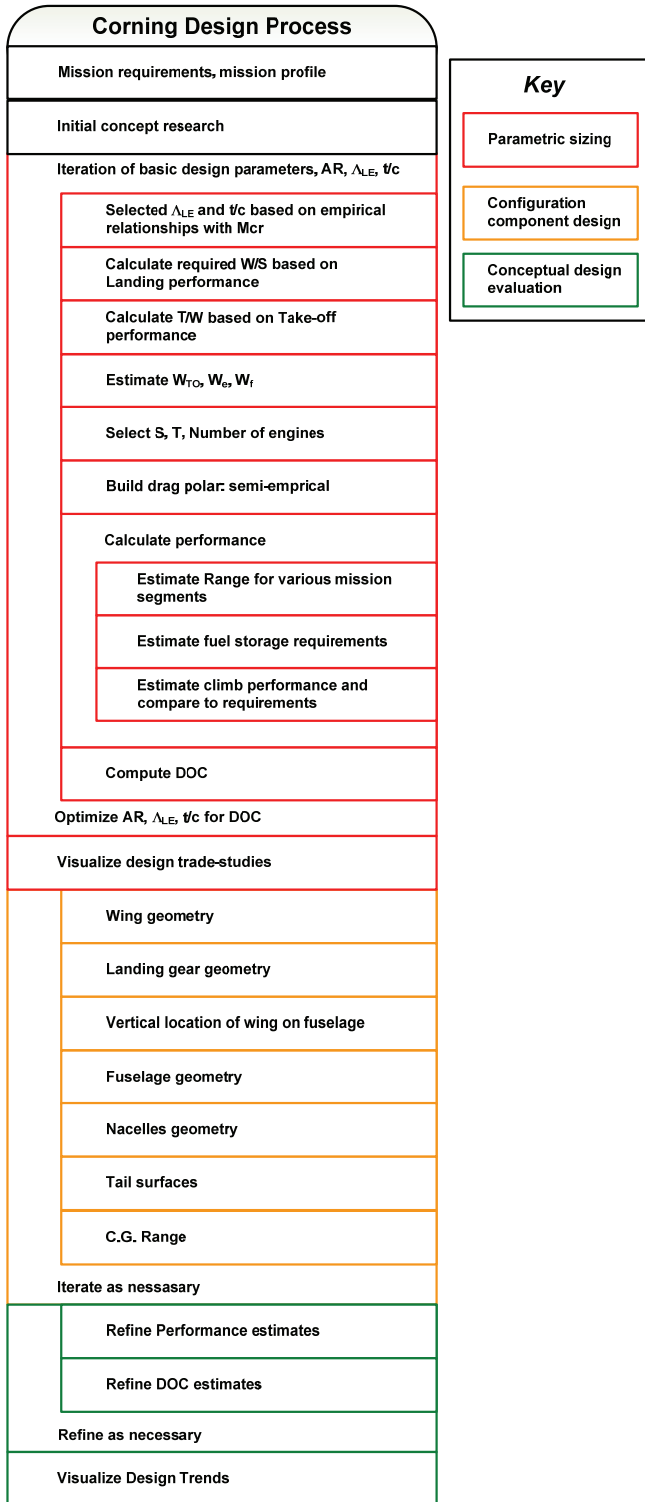 Corning Design Process
Mission requirements, mission profile
Initial concept research
Iteration of basic design parameters, AR, Λ_LE, t/c
Selected Λ_LE and t/c based on empirical
relationships with Mcr
Calculate required W/S based on
Landing performance
Calculate T/W based on Take-off
performance
Estimate W_TO, W_e, W_f
Select S, T, Number of engines
Build drag polar: semi-emprical
Calculate performance
Estimate Range for various mission
segments
Estimate fuel storage requirements
Estimate climb performance and
compare to requirements
Compute DOC
Optimize AR, Λ_LE, t/c for DOC
Visualize design trade-studies
Wing geometry
Landing gear geometry
Vertical location of wing on fuselage
Fuselage geometry
Nacelles geometry
Tail surfaces
C.G. Range
Iterate as nessasary
Refine Performance estimates
Refine DOC estimates
Refine as necessary
Visualize Design Trends
Key
Parametric sizing
Configuration
component design
Conceptual design
evaluation